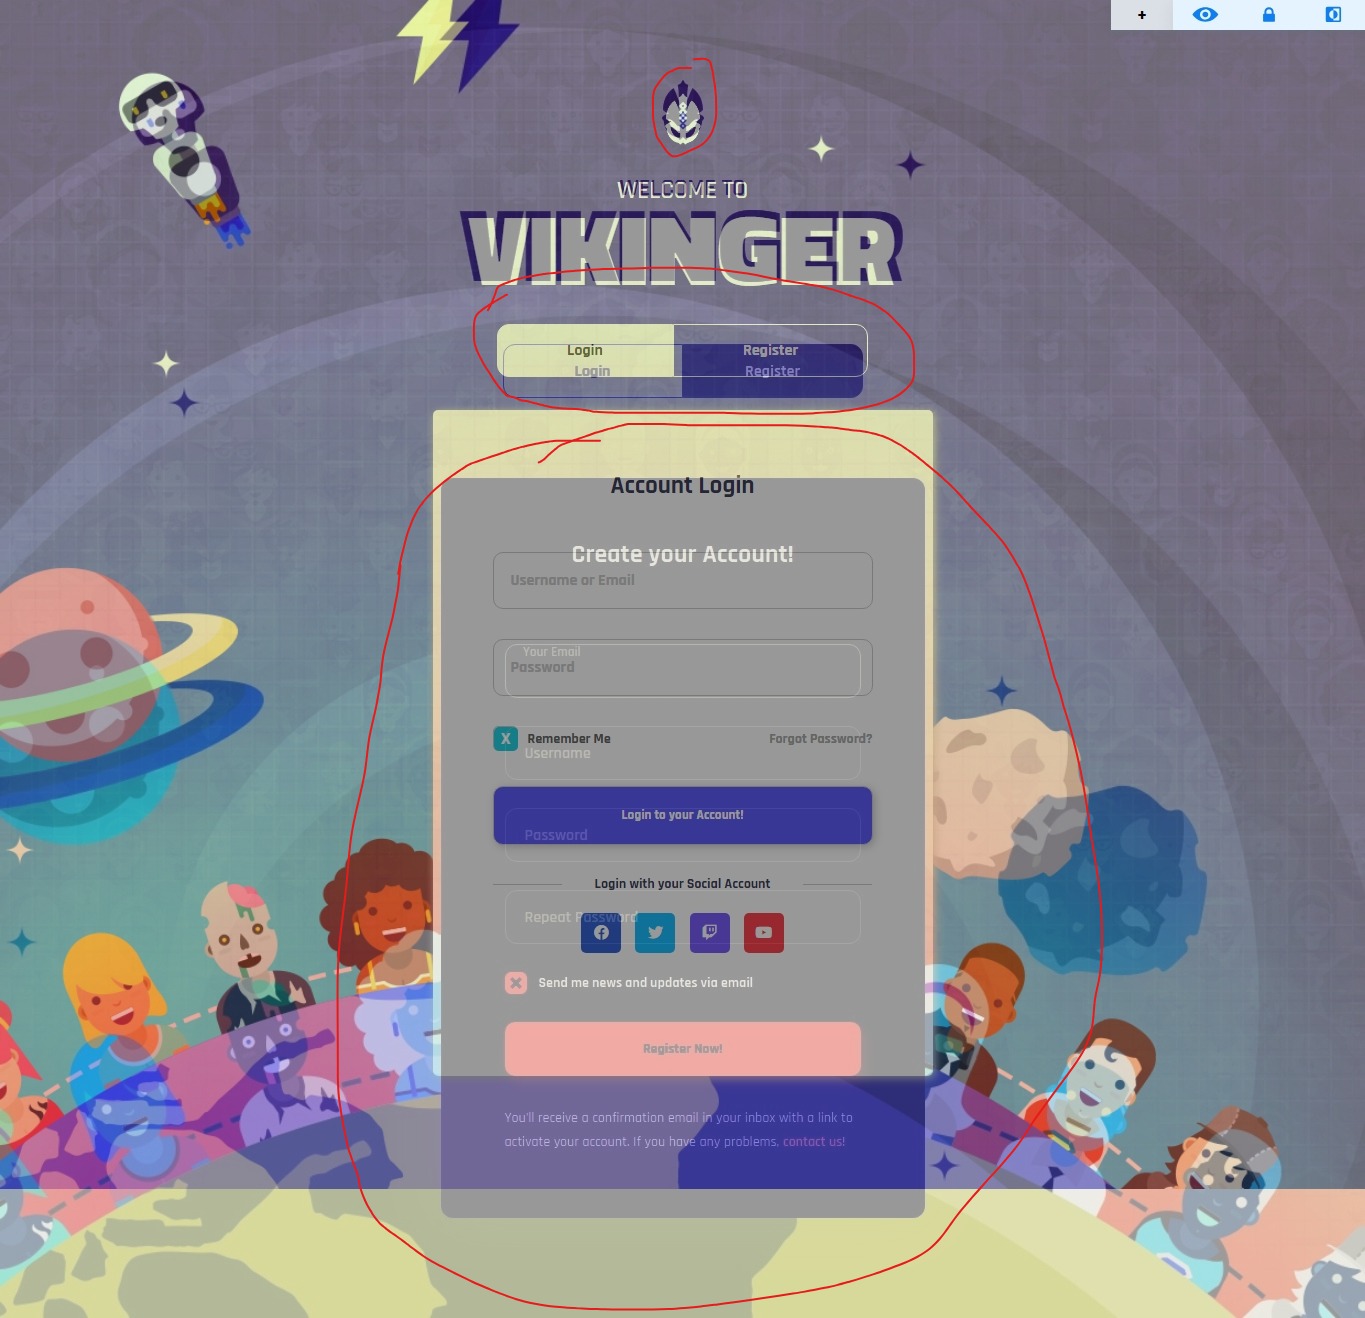 +
WELCOME TO
VIKINGER
Login Register
Login Register
Account Login
Create your Account!
Username or Email
Your Email
Password
X Remember Me Forgot Password?
Username
Login to your Account!
Password
Login with your Social Account
Repeat Password
Send me news and updates via email
Register Now!
You'll receive a confirmation email in your inbox with a link to
activate your account. If you have any problems, contact us!